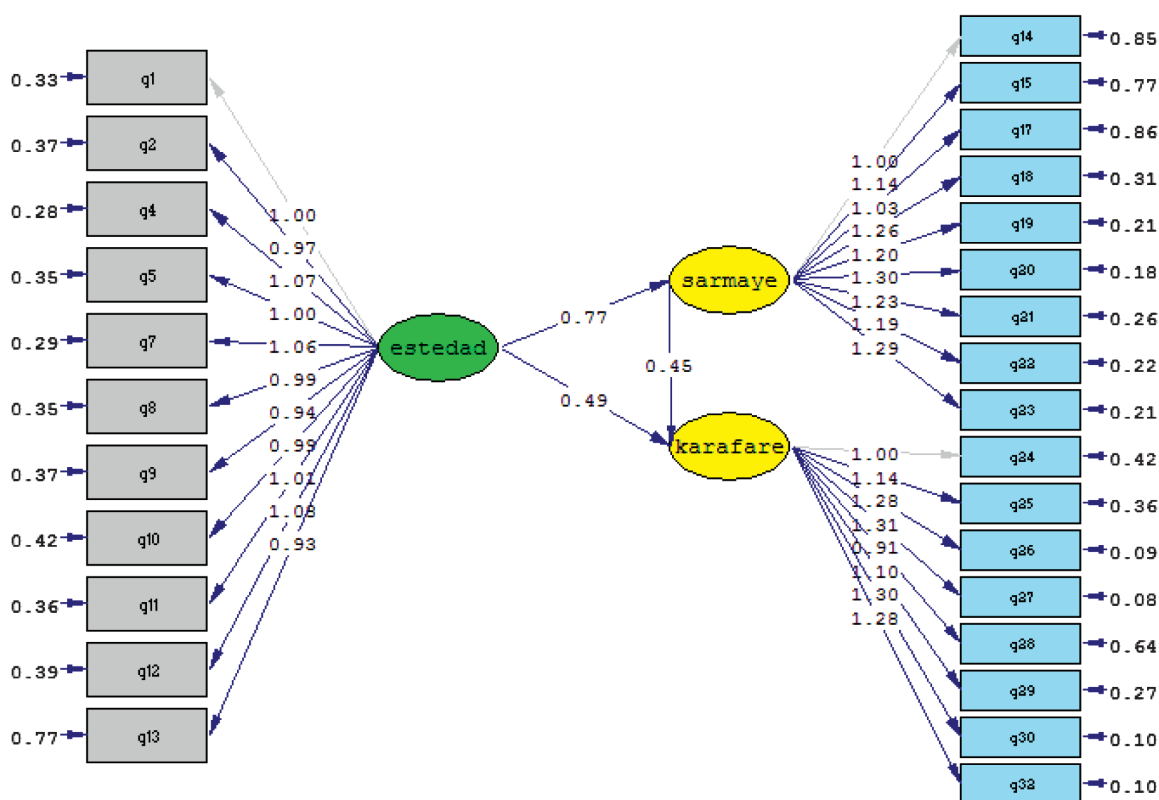 0.33 q1
0.37 q2
0.28 q4
0.35 q5
0.29 q7
0.35 q8
0.37 q9
0.42 q10
0.36 q11
0.39 q12
0.77 q13
1.00
0.97
1.07
1.00
1.06
0.99
0.94
0.99
1.01
1.08
0.93
estedad
0.77
0.49
0.45
sarmaye
karafare
1.00
1.14
1.03
1.26
1.20
1.30
1.23
1.19
1.29
1.00
1.14
1.28
1.31
0.91
1.10
1.30
1.28
q14 0.85
q15 0.77
q17 0.86
q18 0.31
q19 0.21
q20 0.18
q21 0.26
q22 0.22
q23 0.21
q24 0.42
q25 0.36
q26 0.09
q27 0.08
q28 0.64
q29 0.27
q30 0.10
q32 0.10